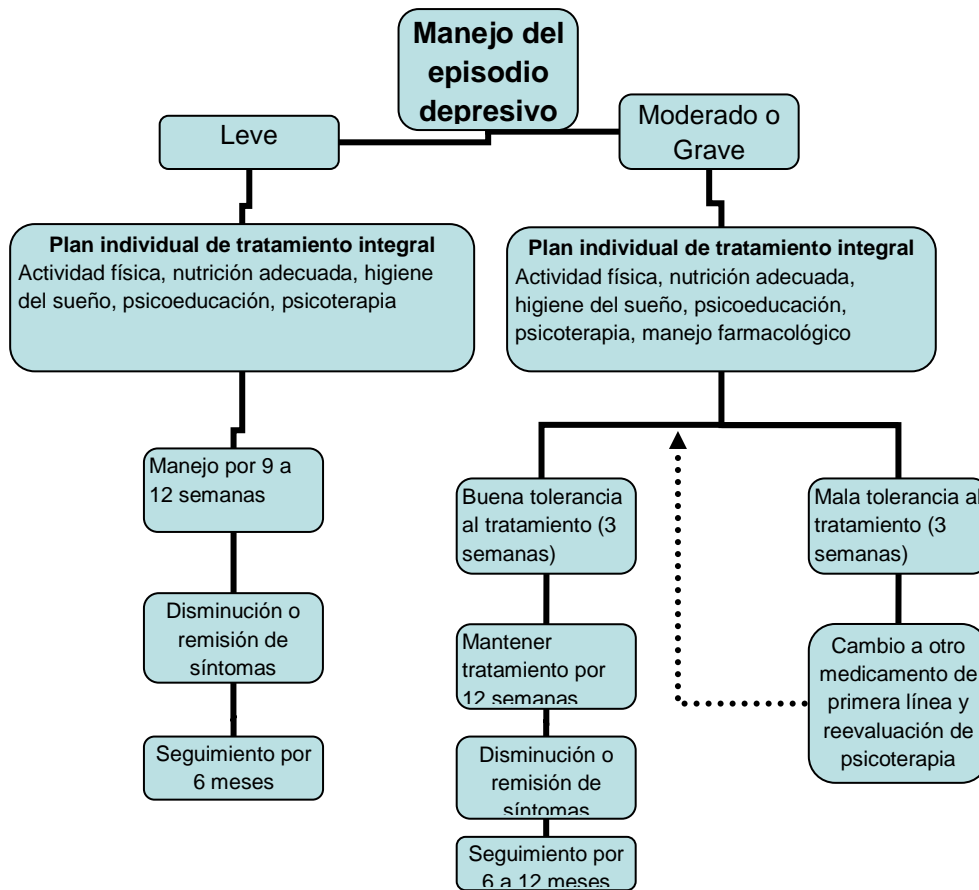 Manejo del
episodio
depresivo
Leve
Moderado o
Grave
Plan individual de tratamiento integral
Actividad física, nutrición adecuada, higiene
del sueño, psicoeducación, psicoterapia
Plan individual de tratamiento integral
Actividad física, nutrición adecuada,
higiene del sueño, psicoeducación,
psicoterapia, manejo farmacológico
Manejo por 9 a
12 semanas
Disminución o
remisión de
síntomas
Seguimiento por
6 meses
Buena tolerancia
al tratamiento (3
semanas)
Mantener
tratamiento por
12 semanas
Disminución o
remisión de
síntomas
Seguimiento por
6 a 12 meses
Mala tolerancia al
tratamiento (3
semanas)
Cambio a otro
medicamento de
primera línea y
reevaluación de
psicoterapia